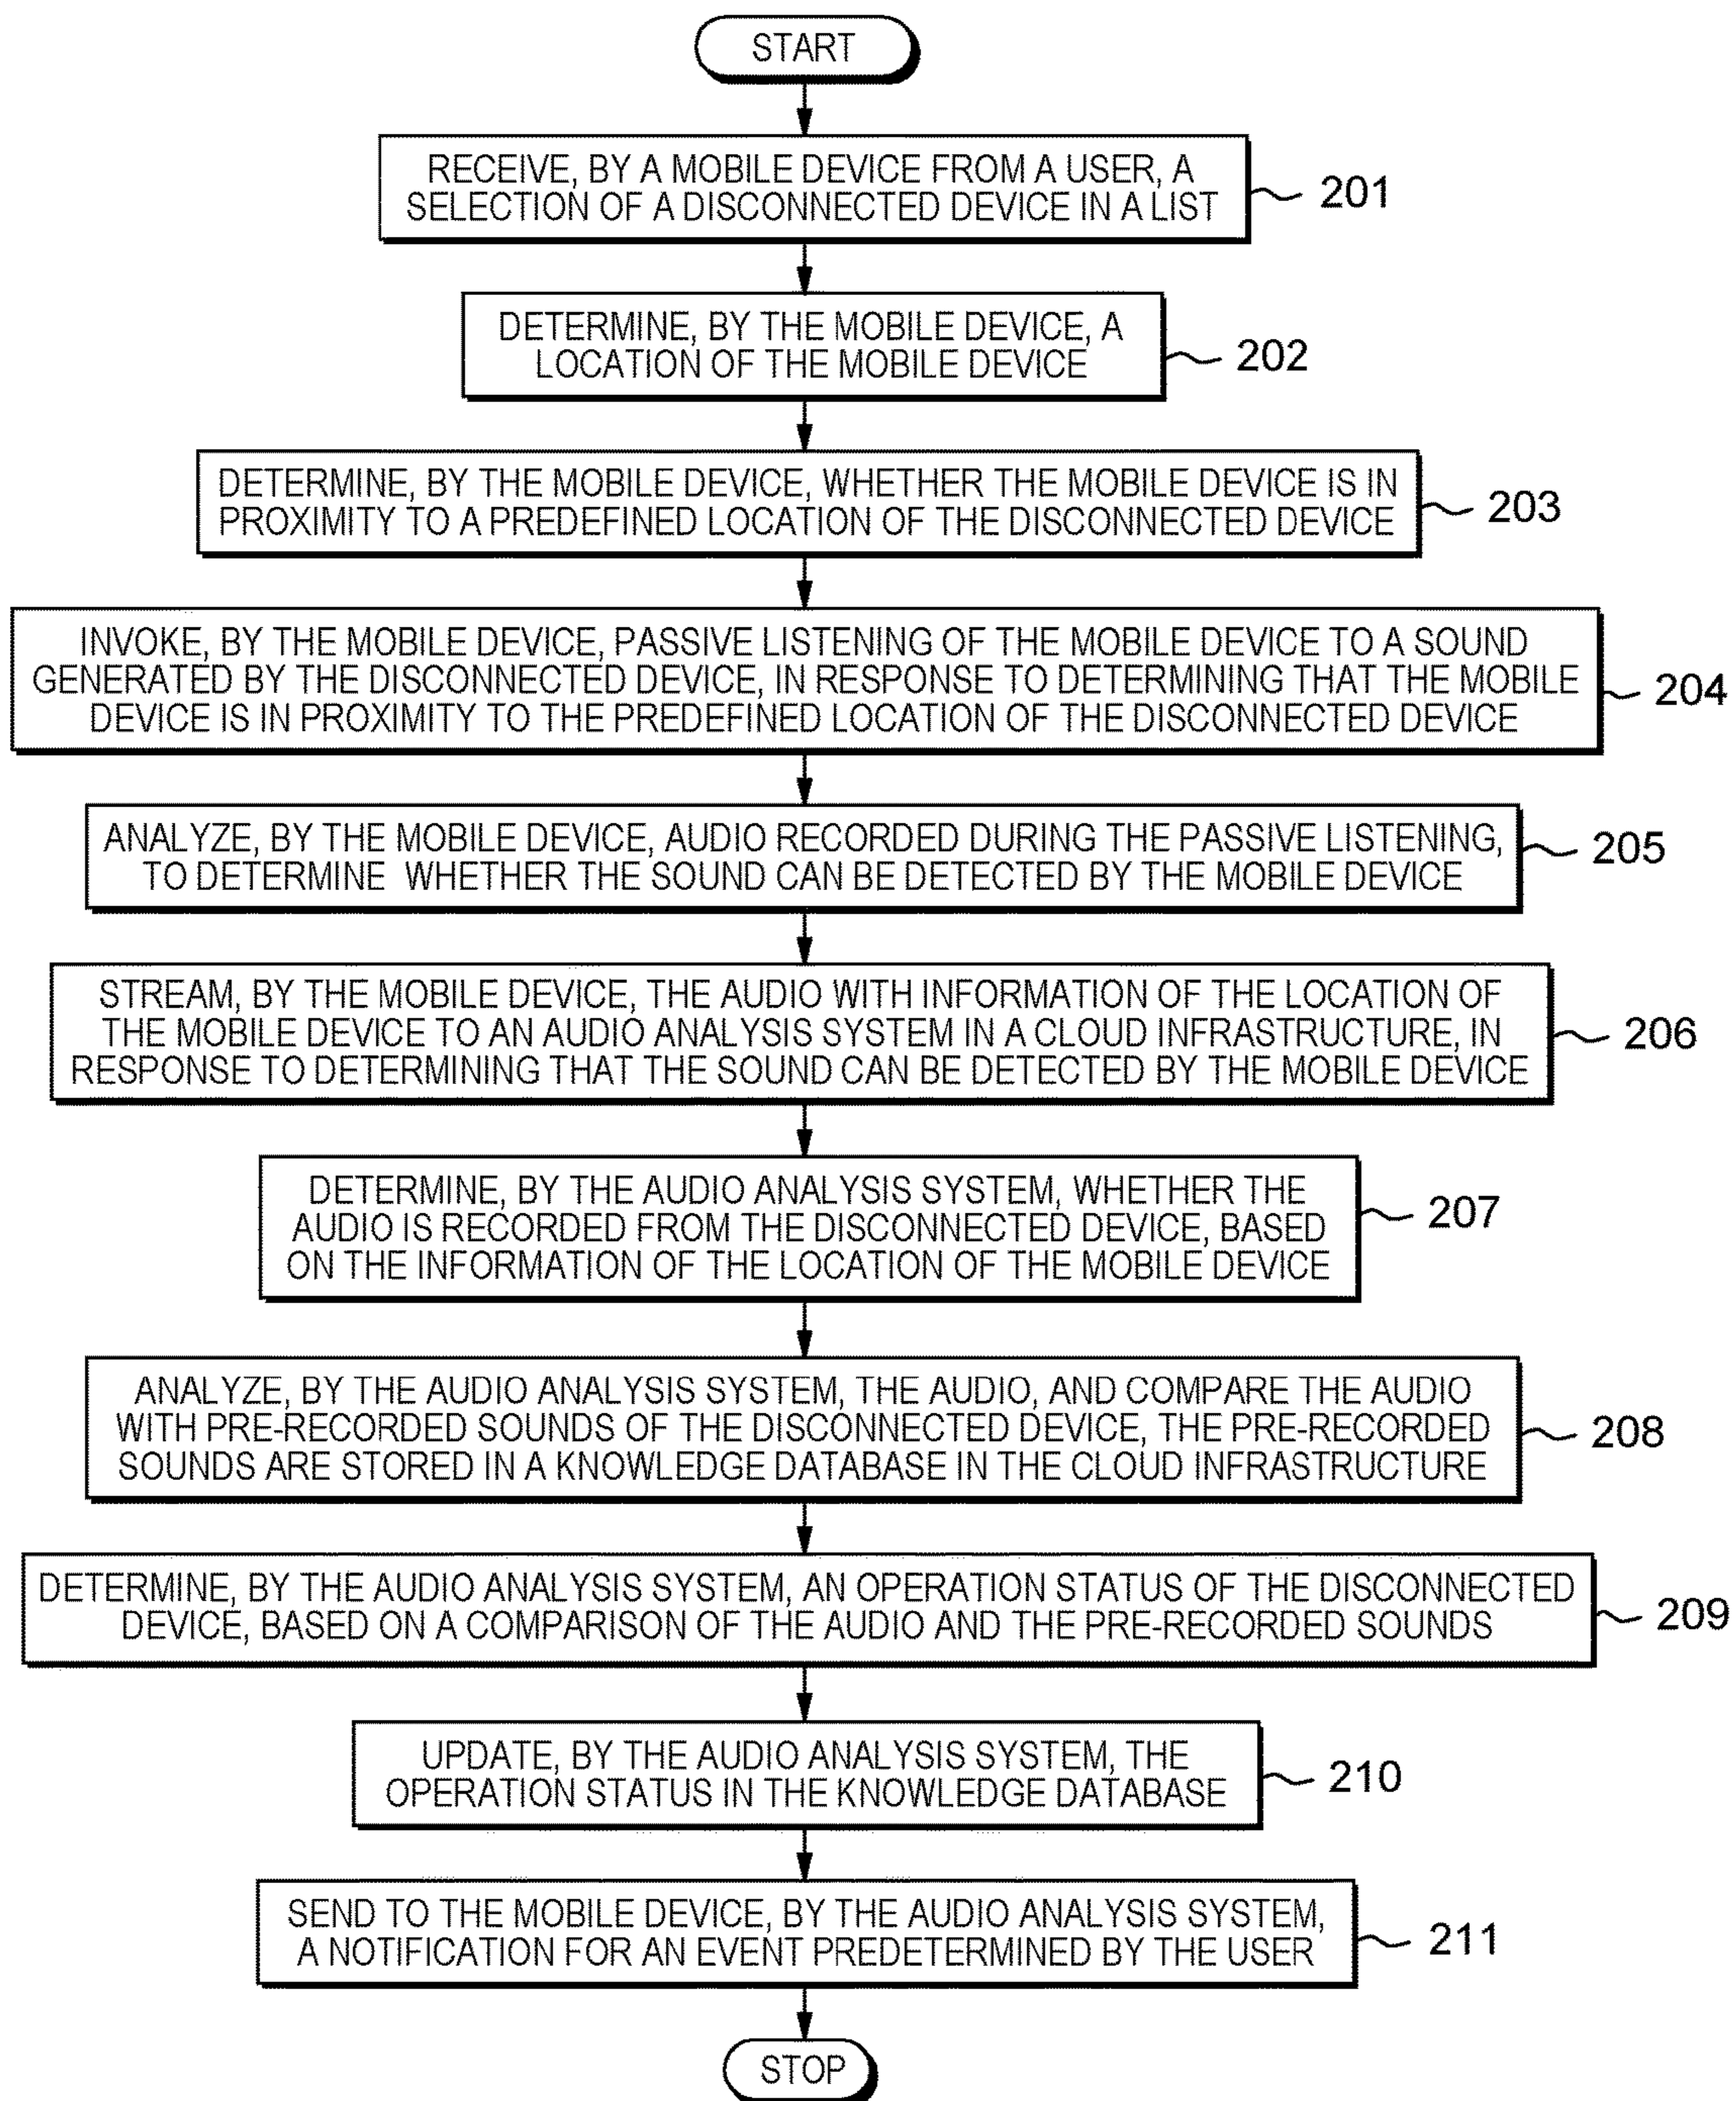 START
RECEIVE, BY A MOBILE DEVICE FROM A USER, A
SELECTION OF A DISCONNECTED DEVICE IN A LIST
201
DETERMINE, BY THE MOBILE DEVICE, A
LOCATION OF THE MOBILE DEVICE
202
DETERMINE, BY THE MOBILE DEVICE, WHETHER THE MOBILE DEVICE IS IN
PROXIMITY TO A PREDEFINED LOCATION OF THE DISCONNECTED DEVICE
203
INVOKE, BY THE MOBILE DEVICE, PASSIVE LISTENING OF THE MOBILE DEVICE TO A SOUND
GENERATED BY THE DISCONNECTED DEVICE, IN RESPONSE TO DETERMINING THAT THE MOBILE
DEVICE IS IN PROXIMITY TO THE PREDEFINED LOCATION OF THE DISCONNECTED DEVICE
204
ANALYZE, BY THE MOBILE DEVICE, AUDIO RECORDED DURING THE PASSIVE LISTENING,
TO DETERMINE WHETHER THE SOUND CAN BE DETECTED BY THE MOBILE DEVICE
205
STREAM, BY THE MOBILE DEVICE, THE AUDIO WITH INFORMATION OF THE LOCATION OF
THE MOBILE DEVICE TO AN AUDIO ANALYSIS SYSTEM IN A CLOUD INFRASTRUCTURE, IN
RESPONSE TO DETERMINING THAT THE SOUND CAN BE DETECTED BY THE MOBILE DEVICE
206
DETERMINE, BY THE AUDIO ANALYSIS SYSTEM, WHETHER THE
AUDIO IS RECORDED FROM THE DISCONNECTED DEVICE, BASED
ON THE INFORMATION OF THE LOCATION OF THE MOBILE DEVICE
207
ANALYZE, BY THE AUDIO ANALYSIS SYSTEM, THE AUDIO, AND COMPARE THE AUDIO
WITH PRE-RECORDED SOUNDS OF THE DISCONNECTED DEVICE, THE PRE-RECORDED
SOUNDS ARE STORED IN A KNOWLEDGE DATABASE IN THE CLOUD INFRASTRUCTURE
208
DETERMINE, BY THE AUDIO ANALYSIS SYSTEM, AN OPERATION STATUS OF THE DISCONNECTED
DEVICE, BASED ON A COMPARISON OF THE AUDIO AND THE PRE-RECORDED SOUNDS
209
UPDATE, BY THE AUDIO ANALYSIS SYSTEM, THE
OPERATION STATUS IN THE KNOWLEDGE DATABASE
210
SEND TO THE MOBILE DEVICE, BY THE AUDIO ANALYSIS SYSTEM,
A NOTIFICATION FOR AN EVENT PREDETERMINED BY THE USER
211
STOP